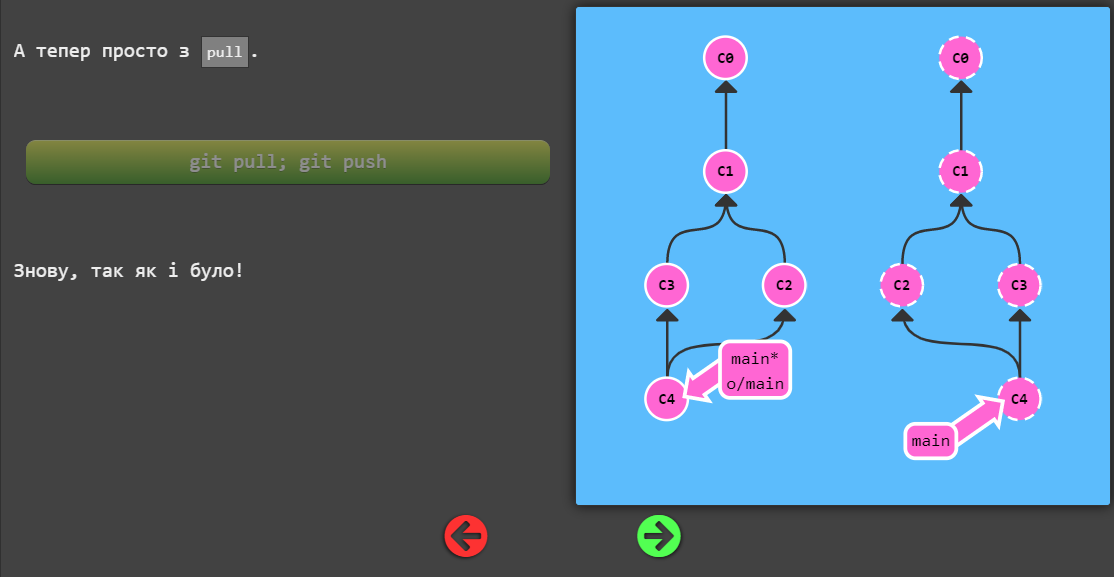 А тепер просто з pull.
git pull; git push
Знову, так як і було!
C0
C1
C3
C2
main*
o/main
C4
C0
C1
C2
C3
C4
main